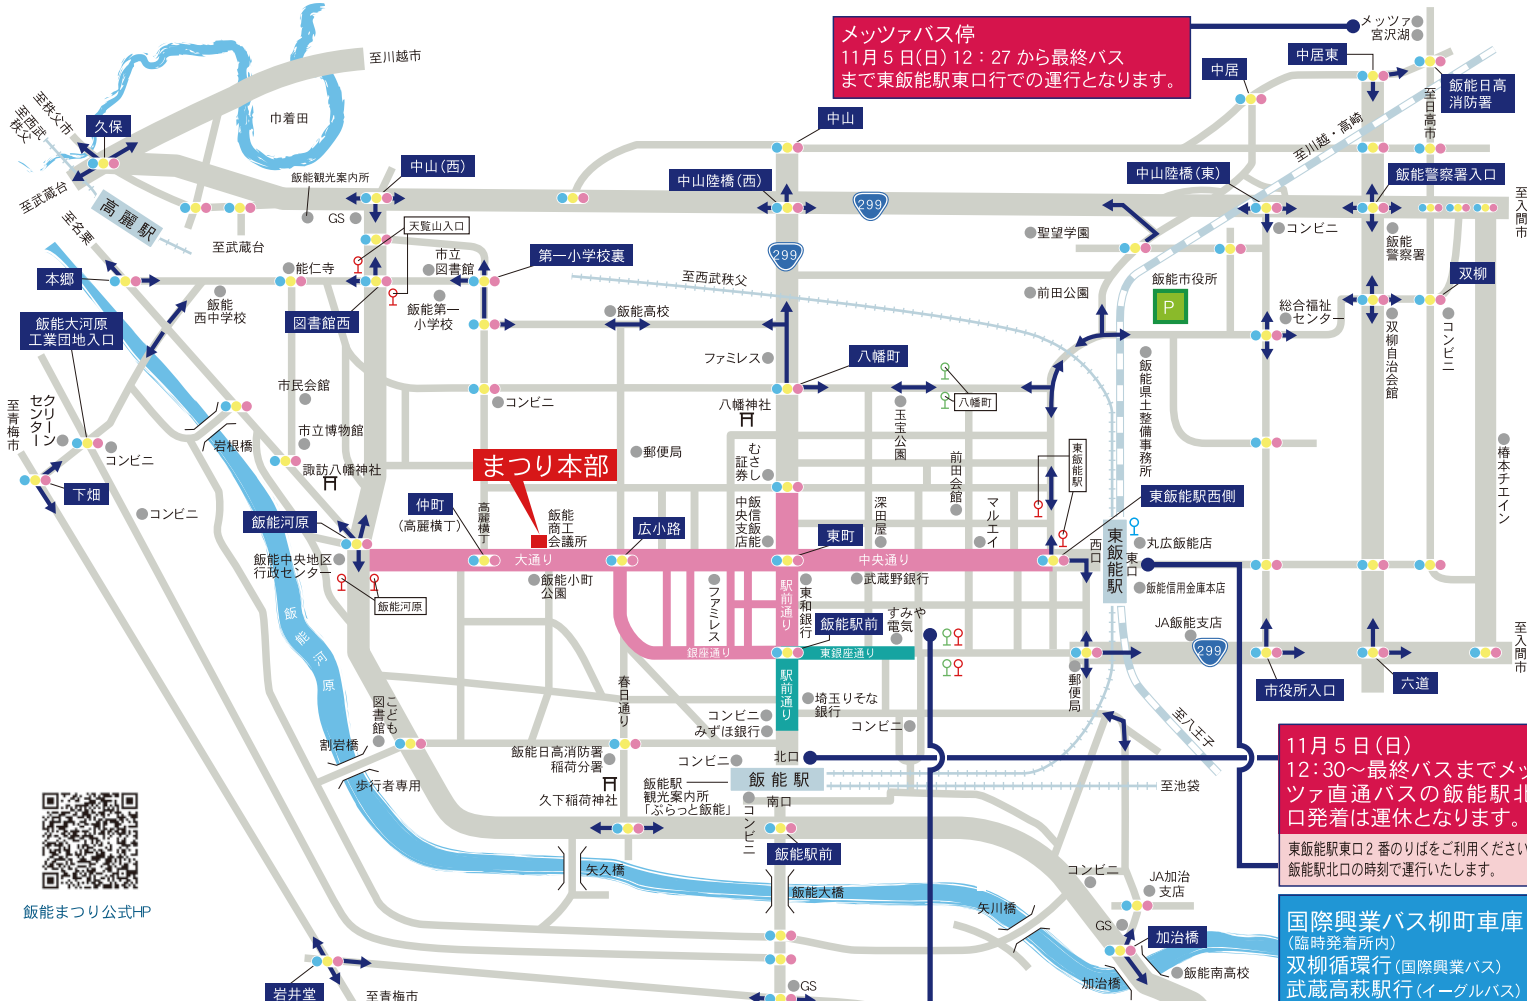 メッツァバス停
11月5日(日)12：27から最終バス
まで東飯能駅東口行での運行となります。
メッツァ
宮沢湖
中居東
中居
飯能日高
消防署
至日高市
至川越・高崎
至川越市
至秩父市
至西武
秩父
久保
巾着田
中山
中山(西)
飯能観光案内所
GS
中山陸橋(西)
299
中山陸橋(東)
飯能警察署入口
至入間市
至武蔵台
高麗駅
至名栗
至武蔵台
天覧山入口
聖望学園
コンビニ
飯能
警察署
299
本郷
能仁寺
市立
図書館
第一小学校裏
至西武秩父
飯能市役所
P
前田公園
双柳
飯能
西中学校
図書館西
飯能第一
小学校
飯能高校
総合福祉
センター
双柳自治会館
コンビニ
飯能大河原
工業団地入口
ファミレス
八幡町
飯能県土整備事務所
市民会館
コンビニ
八幡神社
玉宝公園
八幡町
至青梅市
クリーン
センター
岩根橋
市立博物館
コンビニ
諏訪八幡神社
郵便局
むさし
証券
前田会館
東飯能駅
椿本チエイン
まつり本部
下畑
コンビニ
仲町
(高麗横丁)
高麗横丁
飯能
商工
会議所
広小路
飯能信金
中央支店
東町
深田屋
マルエイ
東飯能駅西側
飯能河原
飯能中央地区
行政センター
大通り
中央通り
西口
東飯能駅
東口
丸広飯能店
飯能小町
公園
ファミレス
駅前通り
東和銀行
武蔵野銀行
飯能信用金庫本店
飯能河原
飯能河原
飯能駅前
すみや
電気
JA飯能支店
299
至入間市
銀座通り
東銀座通り
郵便局
市役所入口
六道
駅前通り
春日通り
こども
図書館
埼玉りそな
銀行
コンビニ
みずほ銀行
コンビニ
至八王子
割岩橋
歩行者専用
飯能日高消防署
稲荷分署
コンビニ
北口
飯能駅
至池袋
飯能駅
観光案内所
「ぷらっと飯能」
久下稲荷神社
コンビニ
南口
11月5日(日)
12：30〜最終バスまでメッ
ツァ直通バスの飯能駅北
口発着は運休となります。
東飯能駅東口2番のりばをご利用ください
飯能駅北口の時刻で運行いたします。
飯能まつり公式HP
飯能駅前
矢久橋
飯能大橋
コンビニ
JA加治
支店
矢川橋
GS
加治橋
飯能南高校
加治橋
国際興業バス柳町車庫
(臨時発着所内)
双柳循環行(国際興業バス)
武蔵高萩駅行(イーグルバス)
岩井堂
至青梅市
GS